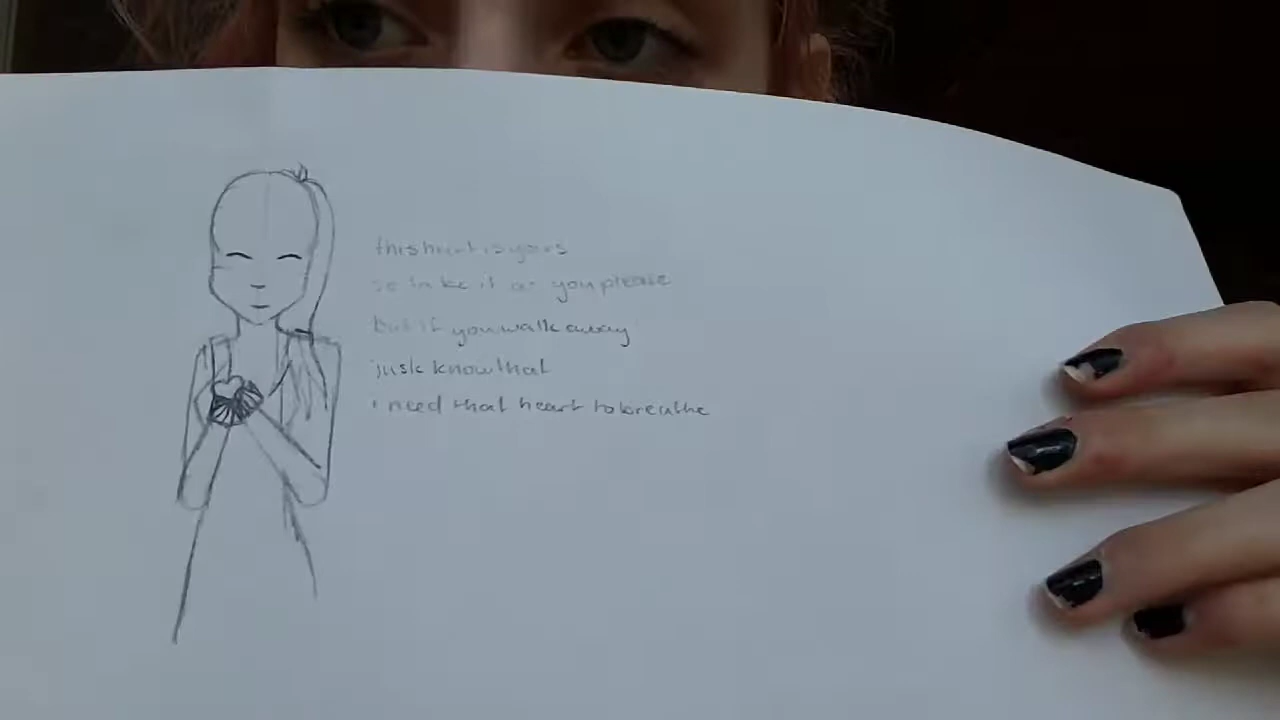 this heart is yours
so take it as you please
but if you walk away
just know that
i need that heart to breathe